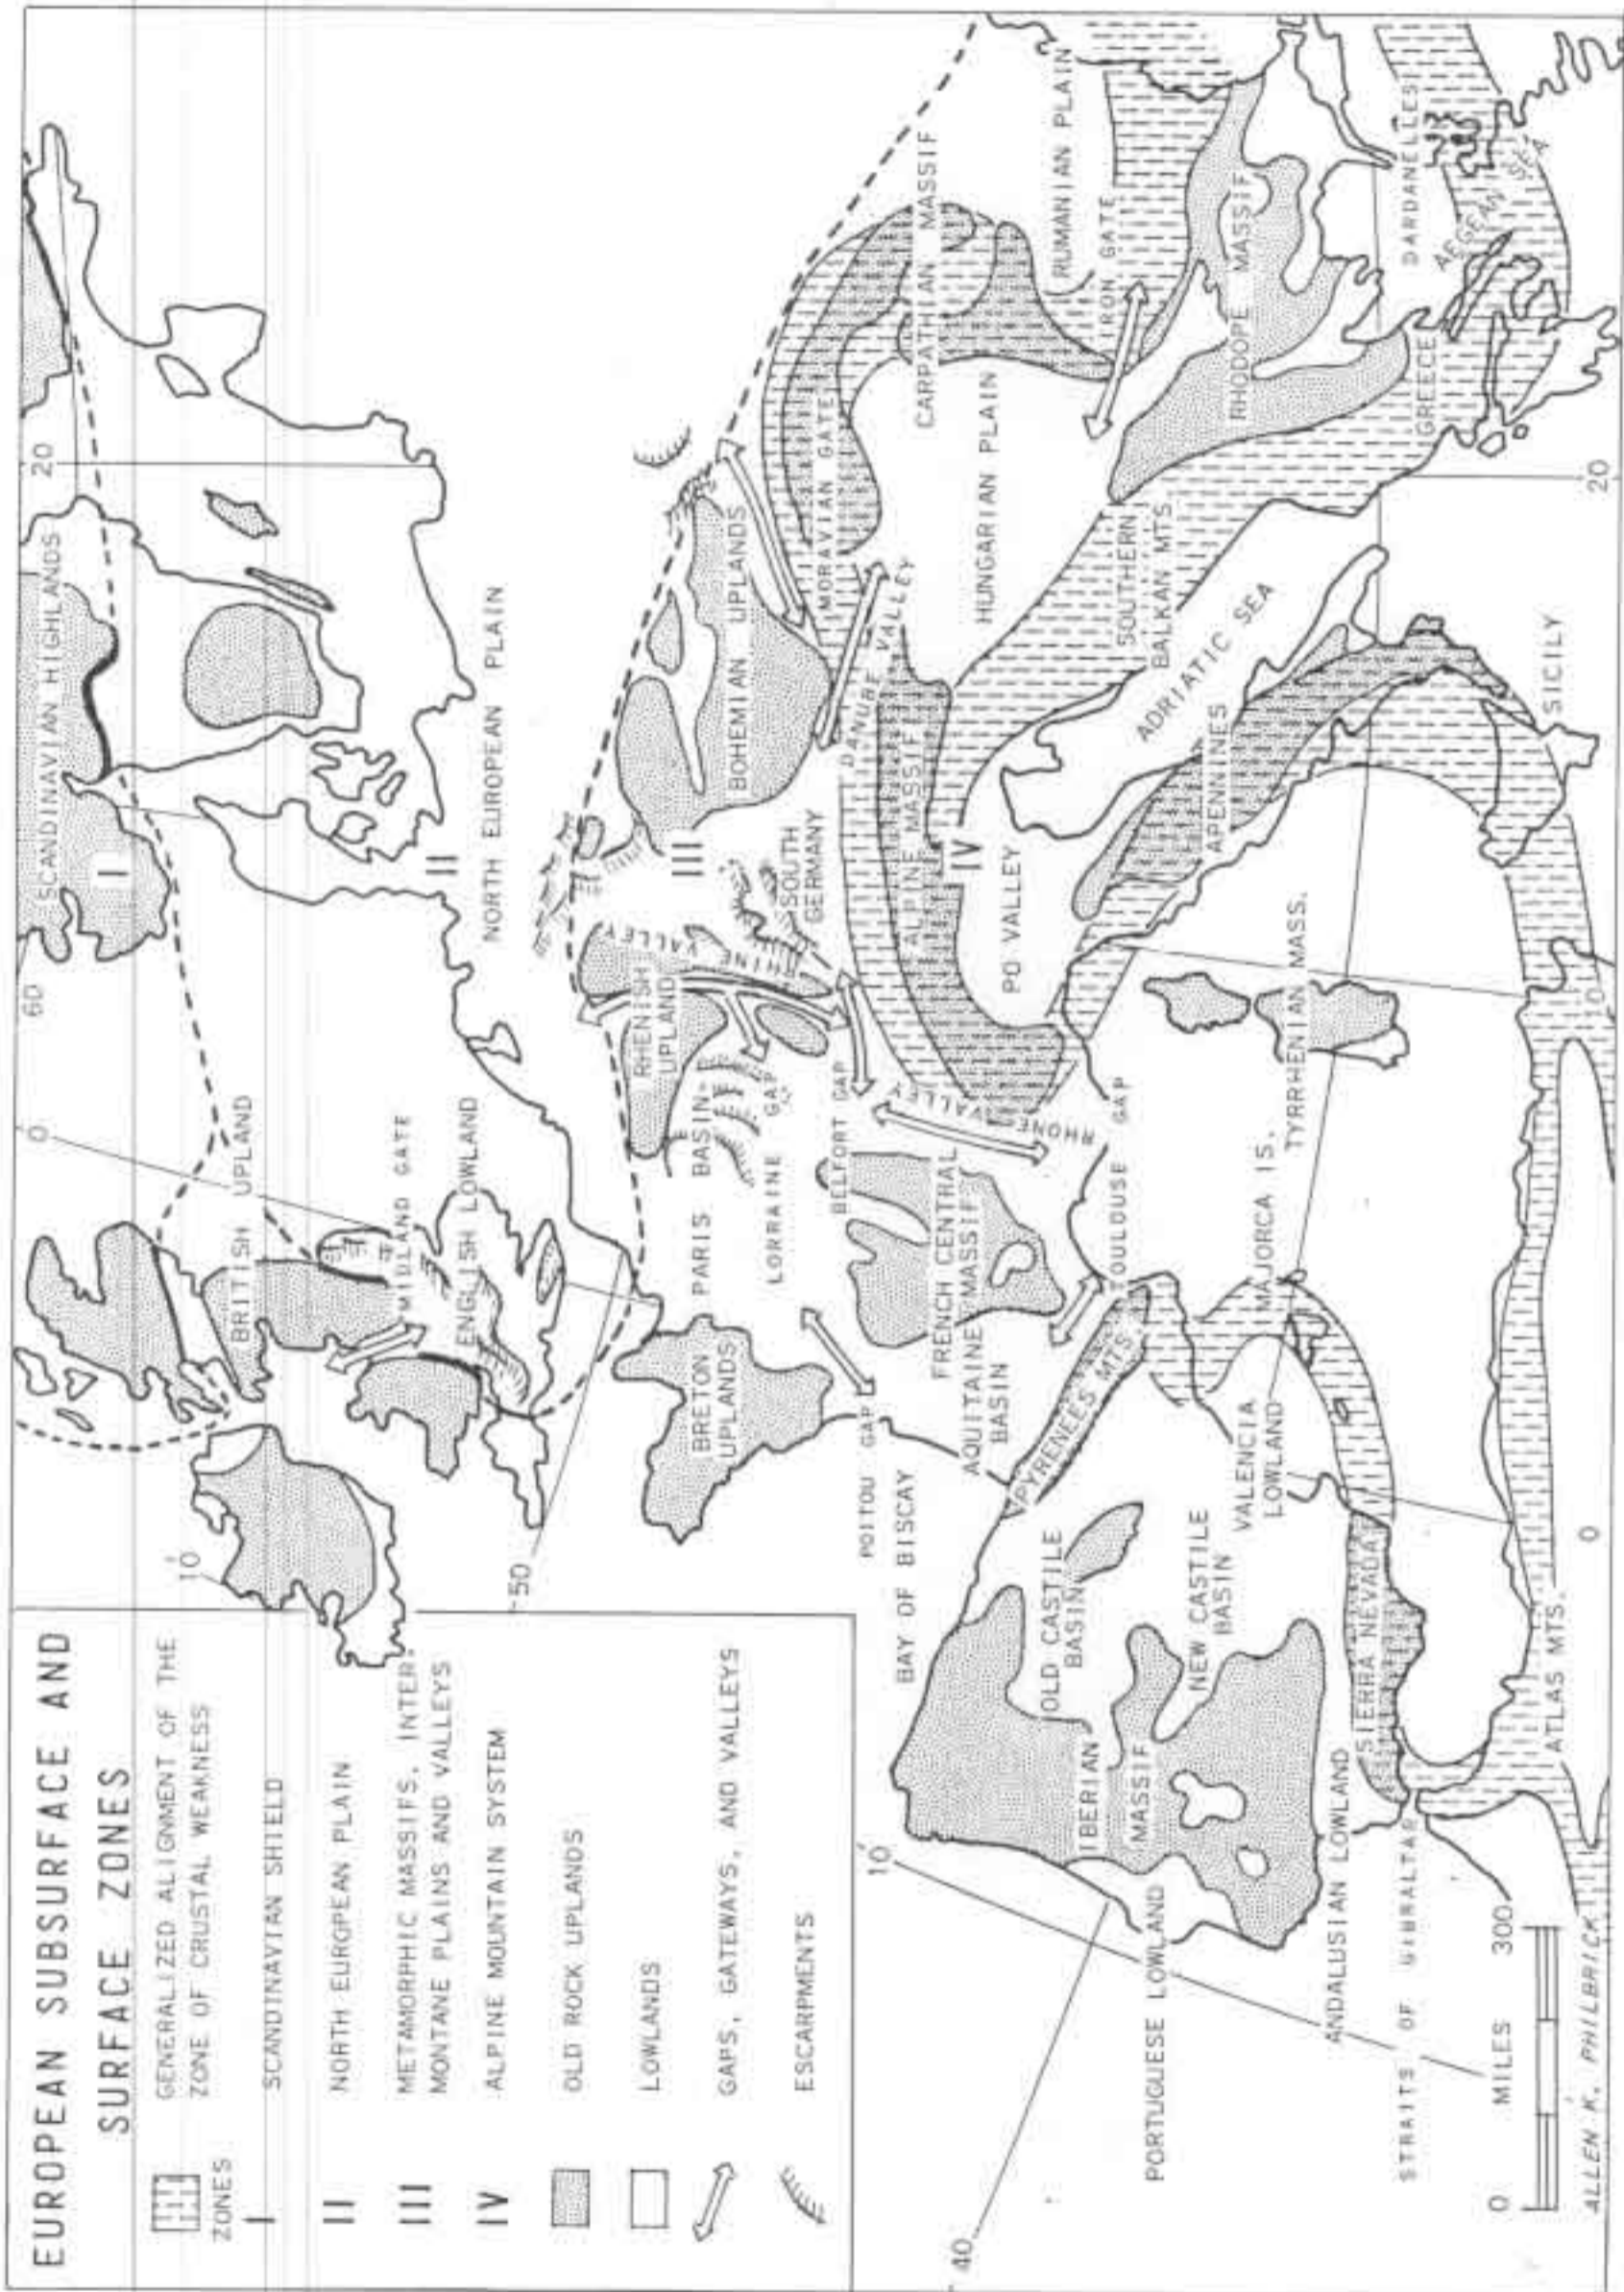 EUROPEAN SUBSURFACE AND
SURFACE ZONES
GENERALIZED ALIGNMENT OF THE
ZONE OF CRUSTAL WEAKNESS
ZONES
I SCANDINAVIAN SHIELD
II NORTH EUROPEAN PLAIN
III METAMORPHIC MASSIFS, INTER-
MONTANE PLAINS AND VALLEYS
IV ALPINE MOUNTAIN SYSTEM
OLD ROCK UPLANDS
LOWLANDS
GAPS, GATEWAYS, AND VALLEYS
ESCARPMENTS
10
0
60
20
SCANDINAVIAN HIGHLANDS
I
BRITISH UPLAND
MIDLAND GATE
ENGLISH LOWLAND
II
NORTH EUROPEAN PLAIN
50
BRETON
UPLANDS
PARIS BASIN
LORRAINE GAP
RHENISH
UPLAND
RHINE VALLEY
III
SOUTH
GERMANY
BOHEMIAN UPLANDS
MORAVIAN GATE
CARPATHIAN MASSIF
POITOU GAP
BELFORT GAP
DANUBE VALLEY
BAY OF BISCAY
AQUITAINE
BASIN
FRENCH CENTRAL
MASSIF
RHONE VALLEY
ALPINE MASSIF
IV
HUNGARIAN PLAIN
RUMANIAN PLAIN
IRON GATE
PYRENEES MTS.
TOULOUSE GAP
PO VALLEY
SOUTHERN
BALKAN MTS.
RHODOPE MASSIF
10
OLD CASTILE
BASIN
IBERIAN
MASSIF
NEW CASTILE
BASIN
VALENCIA
LOWLAND
MAJORCA IS.
TYRRHENIAN MASS.
APENNINES
ADRIATIC SEA
GREECE
DARDANELLES
AEGEAN SEA
40
PORTUGUESE LOWLAND
ANDALUSIAN LOWLAND
SIERRA NEVADA
STRAITS OF GIBRALTAR
ATLAS MTS.
SICILY
0 MILES 300
0
10
20
ALLEN K. PHILBRICK